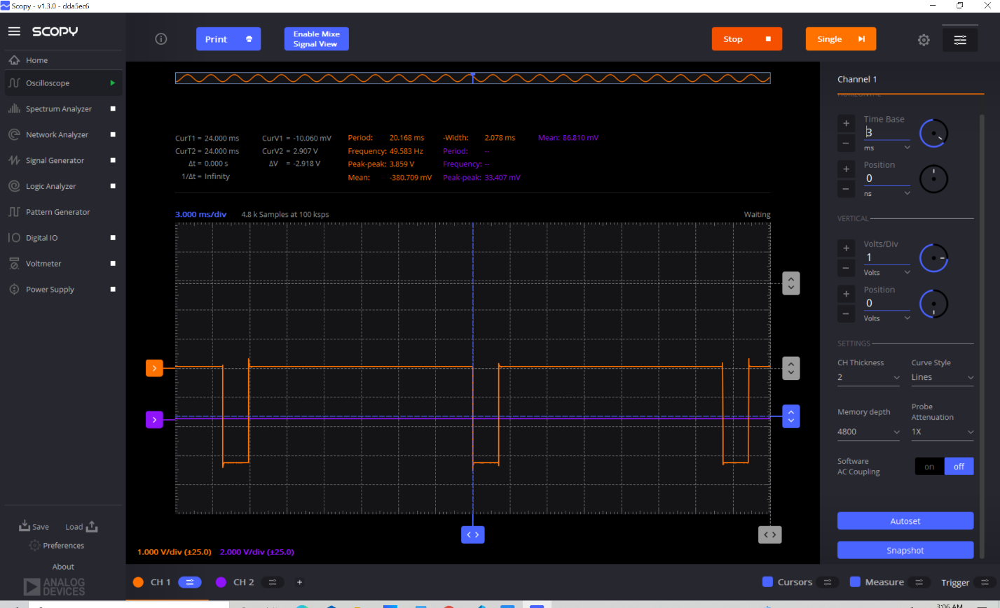 Scopy - v1.3.0 - dda5ec6
SCOPY
Print
Enable Mixe
Signal View
Stop
Single
Home
Oscilloscope
Spectrum Analyzer
Network Analyzer
Signal Generator
Logic Analyzer
Pattern Generator
Digital IO
Voltmeter
Power Supply
Save
Load
Preferences
About
ANALOG
DEVICES
CurT1 = 24.000 ms
CurT2 = 24.000 ms
Δt = 0.000 s
1/Δt = Infinity
CurV1 = -10.060 mV
CurV2 = 2.907 V
ΔV = -2.918 V
Period: 20.168 ms
Frequency: 49.583 Hz
Peak-peak: 3.859 V
Mean: -380.709 mV
-Width: 2.078 ms
Period: --
Frequency: --
Peak-peak: 33.407 mV
Mean: 86.810 mV
3.000 ms/div 4.8 k Samples at 100 ksps
Waiting
1.000 V/div (±25.0) 2.000 V/div (±25.0)
CH 1
CH 2
+
Cursors
Measure
Trigger
Channel 1
HORIZONTAL
Time Base
3
ms
Position
0
ns
VERTICAL
Volts/Div
1
Volts
Position
0
Volts
SETTINGS
CH Thickness
2
Curve Style
Lines
Memory depth
4800
Probe
Attenuation
1X
Software
AC Coupling
on off
Autoset
Snapshot
3:06 AM